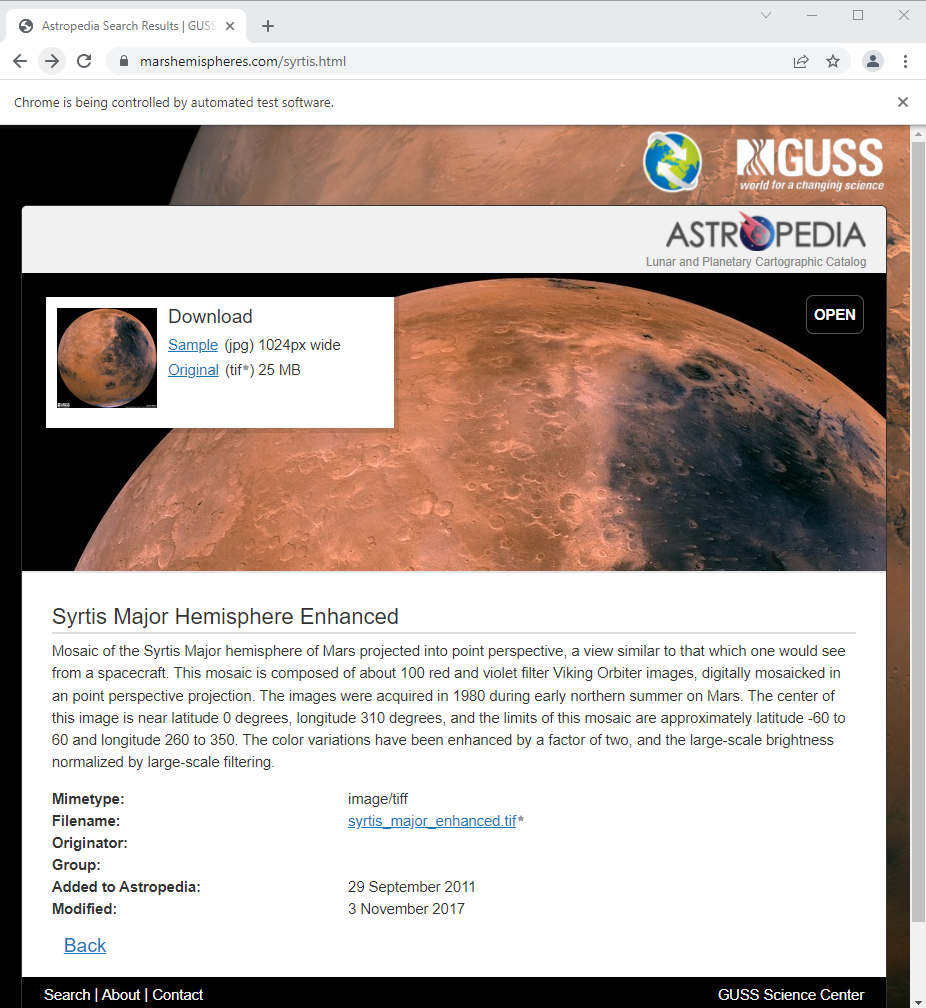 Astropedia Search Results | GUSS
marshemispheres.com/syrtis.html
Chrome is being controlled by automated test software.
GUSS
world for a changing science
ASTROPEDIA
Lunar and Planetary Cartographic Catalog
Download
Sample (jpg) 1024px wide
Original (tif*) 25 MB
GUSS
OPEN
Syrtis Major Hemisphere Enhanced
Mosaic of the Syrtis Major hemisphere of Mars projected into point perspective, a view similar to that which one would see
from a spacecraft. This mosaic is composed of about 100 red and violet filter Viking Orbiter images, digitally mosaicked in
an point perspective projection. The images were acquired in 1980 during early northern summer on Mars. The center of
this image is near latitude 0 degrees, longitude 310 degrees, and the limits of this mosaic are approximately latitude -60 to
60 and longitude 260 to 350. The color variations have been enhanced by a factor of two, and the large-scale brightness
normalized by large-scale filtering.
Mimetype: image/tiff
Filename: syrtis_major_enhanced.tif*
Originator:
Group:
Added to Astropedia: 29 September 2011
Modified: 3 November 2017
Back
Search | About | Contact GUSS Science Center